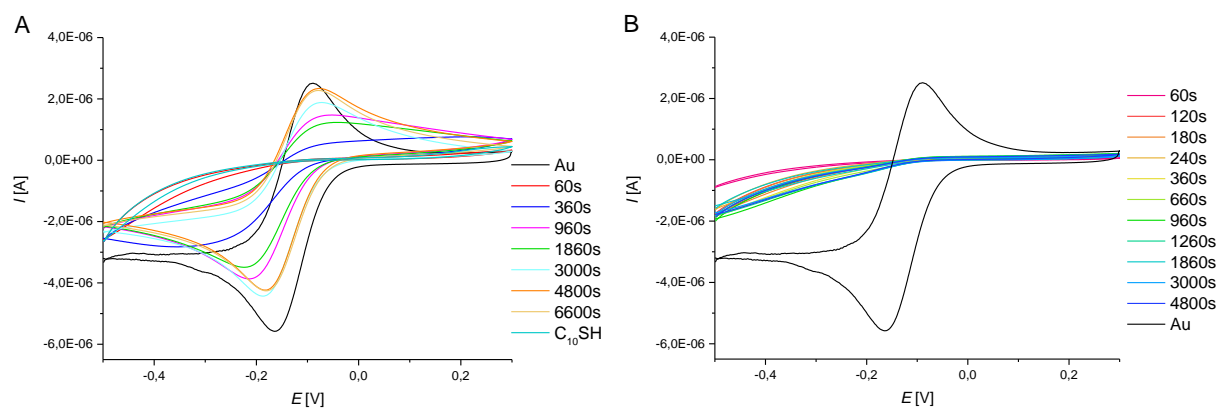 A
4,0E-06
2,0E-06
0,0E+00
-2,0E-06
-4,0E-06
-6,0E-06
I [A]
-0,4
-0,2
0,0
0,2
E [V]
Au
60s
360s
960s
1860s
3000s
4800s
6600s
C₁₀SH
B
4,0E-06
2,0E-06
0,0E+00
-2,0E-06
-4,0E-06
-6,0E-06
I [A]
-0,4
-0,2
0,0
0,2
E [V]
60s
120s
180s
240s
360s
660s
960s
1260s
1860s
3000s
4800s
Au